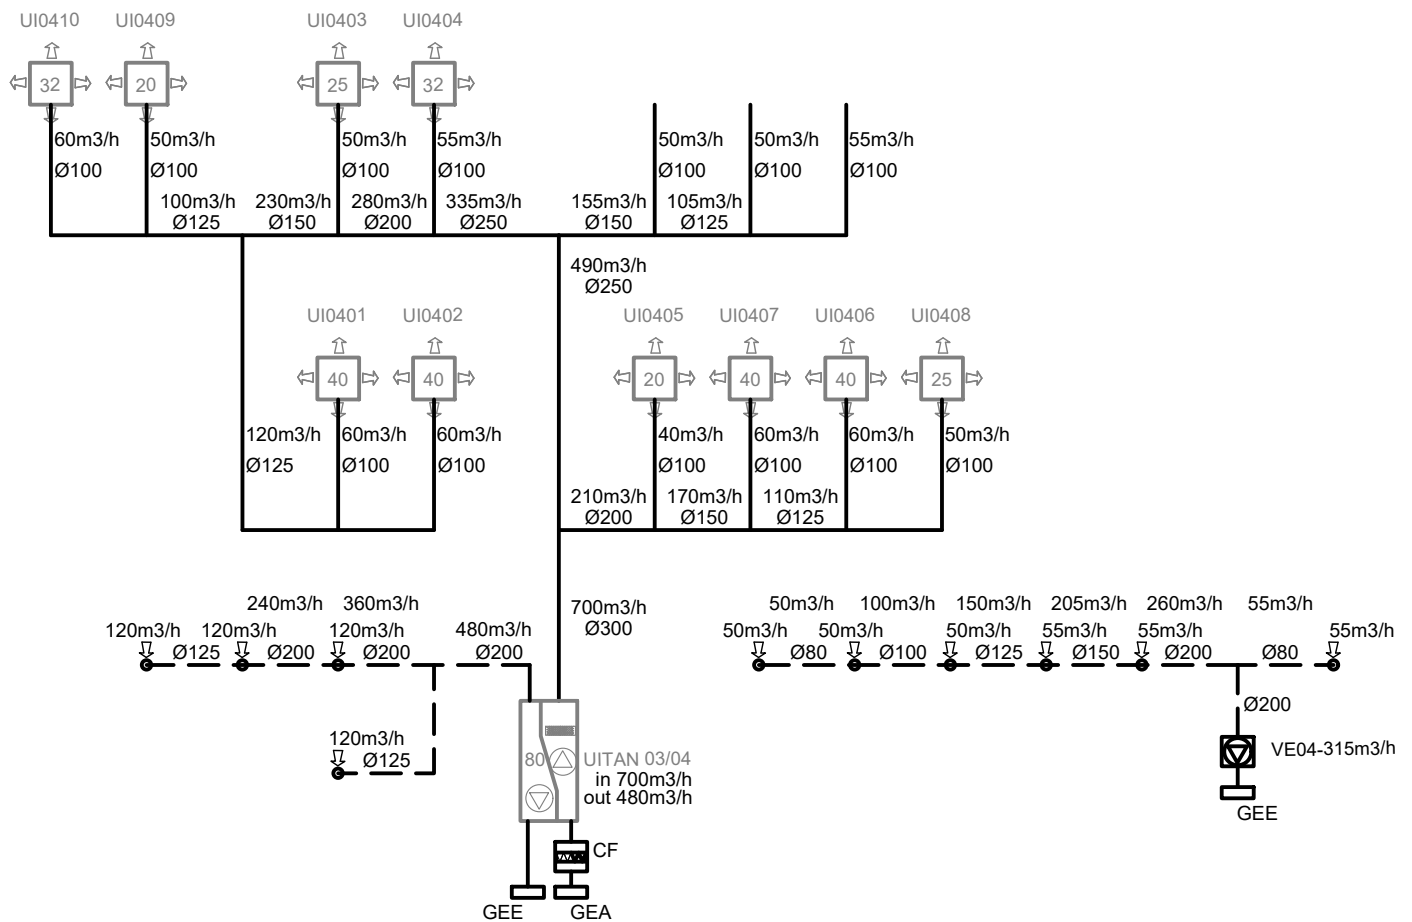 UI0410 UI0409 UI0403 UI0404
32 20 25 32
60m3/h 50m3/h 50m3/h 55m3/h 50m3/h 50m3/h 55m3/h
Ø100 Ø100 Ø100 Ø100 Ø100 Ø100 Ø100
100m3/h 230m3/h 280m3/h 335m3/h 155m3/h 105m3/h
Ø125 Ø150 Ø200 Ø250 Ø150 Ø125
490m3/h
Ø250
UI0401 UI0402 UI0405 UI0407 UI0406 UI0408
40 40 20 40 40 25
120m3/h 60m3/h 60m3/h 40m3/h 60m3/h 60m3/h 50m3/h
Ø125 Ø100 Ø100 Ø100 Ø100 Ø100 Ø100
210m3/h 170m3/h 110m3/h
Ø200 Ø150 Ø125
240m3/h 360m3/h 700m3/h 50m3/h 100m3/h 150m3/h 205m3/h 260m3/h 55m3/h
120m3/h 120m3/h 120m3/h 480m3/h Ø300 50m3/h 50m3/h 50m3/h 55m3/h 55m3/h 55m3/h
Ø125 Ø200 Ø200 Ø200 Ø80 Ø100 Ø125 Ø150 Ø200 Ø80
Ø200
120m3/h
Ø125
80 UITAN 03/04 VE04-315m3/h
in 700m3/h
out 480m3/h
GEE
CF
GEE GEA